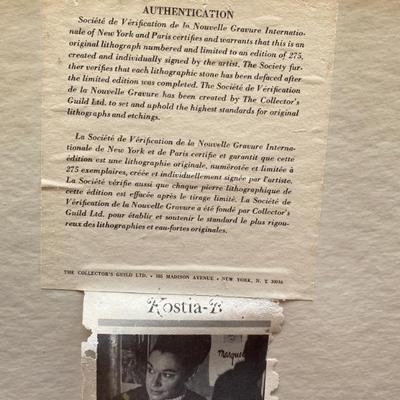 AUTHENTICATION
Société de Vérification de la Nouvelle Gravure Internatio-
nale of New York and Paris certifies and warrants that this is an
original lithograph numbered and limited to an edition of 275,
created and individually signed by the artist. The Society fur-
ther verifies that each lithographic stone has been defaced after
the limited edition was completed. The Société de Vérification
de la Nouvelle Gravure has been created by The Collector's
Guild Ltd. to set and uphold the highest standards for original
lithographs and etchings.
La Société de Vérification de la Nouvelle Gravure Interna-
tionale de New York et de Paris certifie et garantit que cette
édition est une lithographie originale, numérotée et limitée à
275 exemplaires, créée et individuellement signée par l'artiste.
La Société vérifie aussi que chaque pierre lithographique de
cette édition est effacée après le tirage limité. La Société de
Vérification de la Nouvelle Gravure a été fondé par Collector's
Guild Ltd. pour établir et soutenir le standard le plus rigou-
reux des lithographies et eau-fortes originales.
THE COLLECTOR'S GUILD LTD. • 185 MADISON AVENUE • NEW YORK, N. Y. 10016
Kostia-T